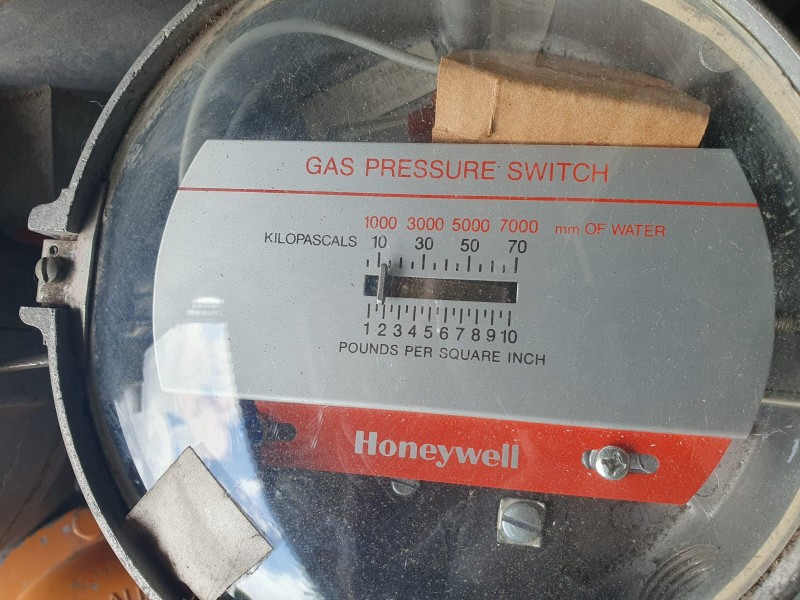 GAS PRESSURE SWITCH
1000 3000 5000 7000 mm OF WATER
KILOPASCALS 10 30 50 70
1 2 3 4 5 6 7 8 9 10
POUNDS PER SQUARE INCH
Honeywell